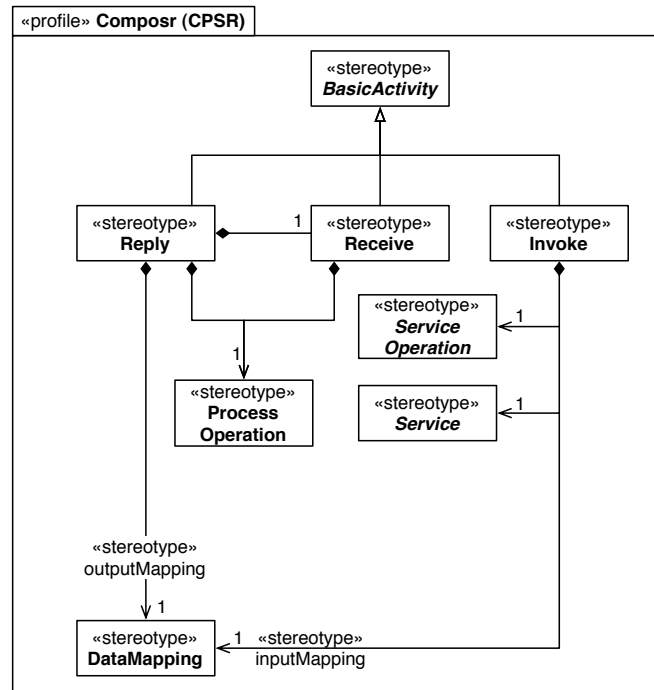 «profile» Composr (CPSR)
«stereotype»
BasicActivity
«stereotype»
Reply
1
«stereotype»
Receive
«stereotype»
Invoke
«stereotype»
Service
Operation
1
1
«stereotype»
Process
Operation
«stereotype»
Service
1
«stereotype»
outputMapping
1
«stereotype»
DataMapping
1
«stereotype»
inputMapping